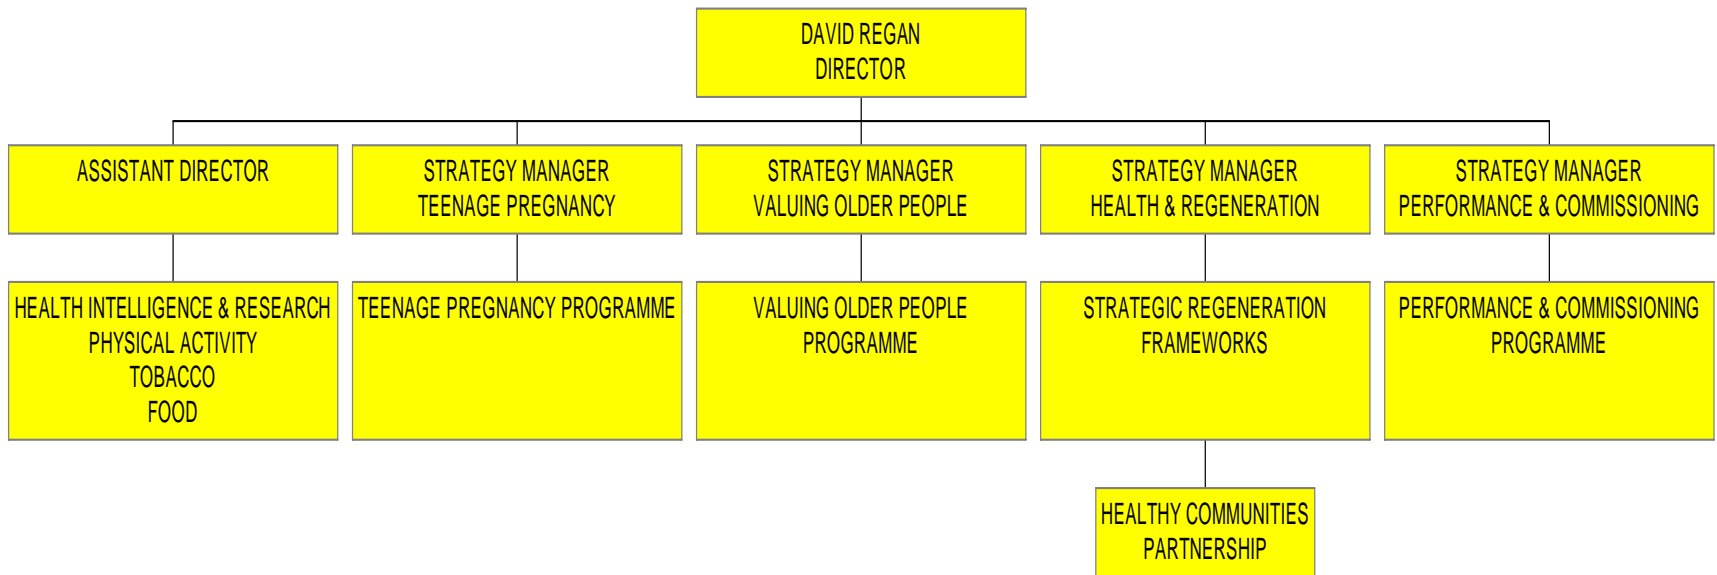 DAVID REGAN
DIRECTOR
ASSISTANT DIRECTOR
STRATEGY MANAGER
TEENAGE PREGNANCY
STRATEGY MANAGER
VALUING OLDER PEOPLE
STRATEGY MANAGER
HEALTH & REGENERATION
STRATEGY MANAGER
PERFORMANCE & COMMISSIONING
HEALTH INTELLIGENCE & RESEARCH
PHYSICAL ACTIVITY
TOBACCO
FOOD
TEENAGE PREGNANCY PROGRAMME
VALUING OLDER PEOPLE
PROGRAMME
STRATEGIC REGENERATION
FRAMEWORKS
PERFORMANCE & COMMISSIONING
PROGRAMME
HEALTHY COMMUNITIES
PARTNERSHIP